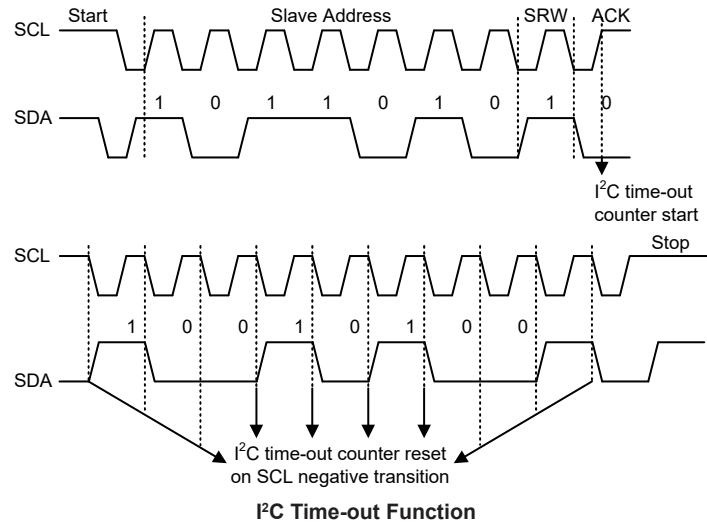 Start Slave Address SRW ACK
SCL
1 0 1 1 0 1 0 1 0
SDA
I²C time-out
counter start
Stop
SCL
1 0 0 1 0 1 0 0
SDA
I²C time-out counter reset
on SCL negative transition
I²C Time-out Function